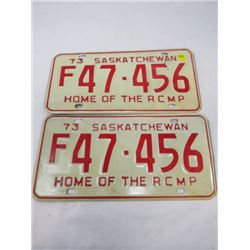 73 SASKATCHEWAN
F47·456
HOME OF THE RCMP
73 SASKATCHEWAN
F47·456
HOME OF THE RCMP